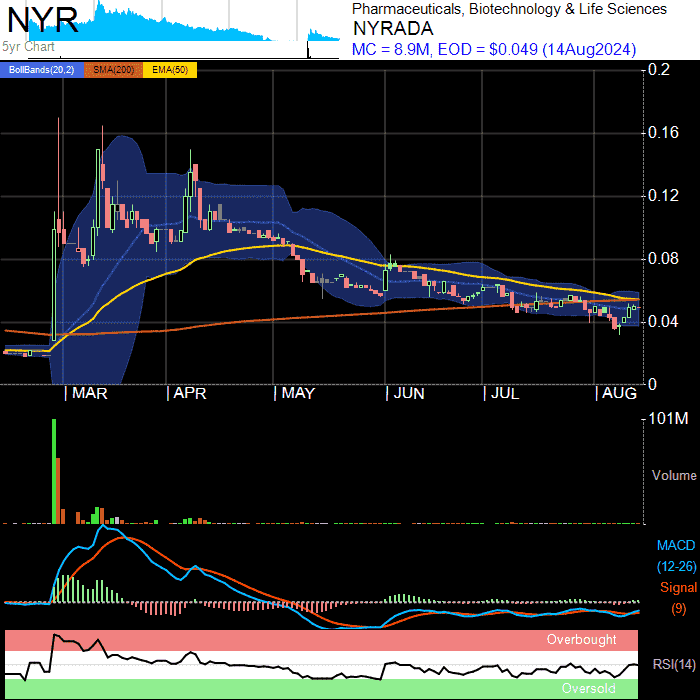 NYR
5yr Chart
Pharmaceuticals, Biotechnology & Life Sciences
NYRADA
MC = 8.9M, EOD = $0.049 (14Aug2024)
BollBands(20,2) SMA(200) EMA(50)
0.2
0.16
0.12
0.08
0.04
0
| MAR | APR | MAY | JUN | JUL | AUG
101M
Volume
MACD
(12-26)
Signal
(9)
Overbought
RSI(14)
Oversold